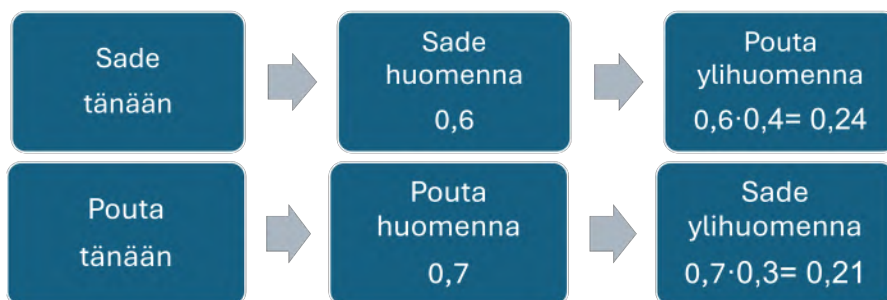 Sade
tänään
Sade
huomenna
0,6
Pouta
ylihuomenna
0,6·0,4= 0,24
Pouta
tänään
Pouta
huomenna
0,7
Sade
ylihuomenna
0,7·0,3= 0,21